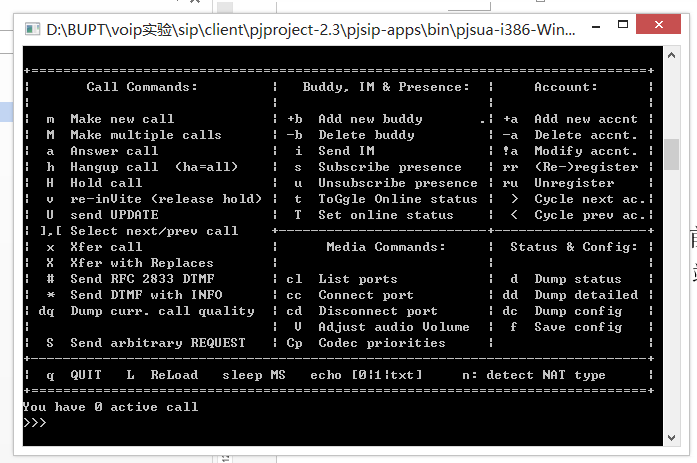 D:\BUPT\voip实验\sip\client\pjproject-2.3\pjsip-apps\bin\pjsua-i386-Win...
+=============================================================================+
|       Call Commands:         |   Buddy, IM & Presence:  |     Account:      |
|                              |                          |                   |
|  m  Make new call            | +b  Add new buddy       .| +a  Add new accnt |
|  M  Make multiple calls      | -b  Delete buddy         | -a  Delete accnt. |
|  a  Answer call              |  i  Send IM              | !a  Modify accnt. |
|  h  Hangup call  (ha=all)    |  s  Subscribe presence   | rr  (Re-)register |
|  H  Hold call                |  u  Unsubscribe presence | ru  Unregister    |
|  v  re-inVite (release hold) |  t  ToGgle Online status |  >  Cycle next ac.|
|  U  send UPDATE              |  T  Set online status    |  <  Cycle prev ac.|
| ],[ Select next/prev call    +--------------------------+-------------------+
|  x  Xfer call                |      Media Commands:     |  Status & Config: |
|  X  Xfer with Replaces       |                          |                   |
|  #  Send RFC 2833 DTMF       | cl  List ports           |  d  Dump status   |
|  *  Send DTMF with INFO      | cc  Connect port         | dd  Dump detailed |
| dq  Dump curr. call quality  | cd  Disconnect port      | dc  Dump config   |
|                              |  V  Adjust audio Volume  |  f  Save config   |
|  S  Send arbitrary REQUEST   | Cp  Codec priorities     |                   |
+-----------------------------------------------------------------------------+
|  q  QUIT   L  ReLoad   sleep MS   echo [0|1|txt]     n: detect NAT type     |
+=============================================================================+
You have 0 active call
>>>